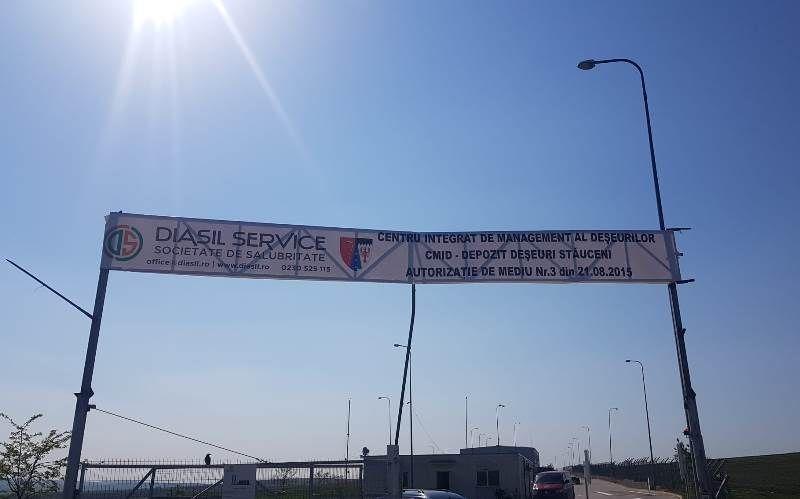 DIASIL SERVICE
SOCIETATE DE SALUBRITATE
office@diasil.ro | www.diasil.ro 0230 525 115
CENTRU INTEGRAT DE MANAGEMENT AL DEȘEURILOR
CMID - DEPOZIT DEȘEURI STĂUCENI
AUTORIZAȚIE DE MEDIU Nr.3 din 21.08.2015